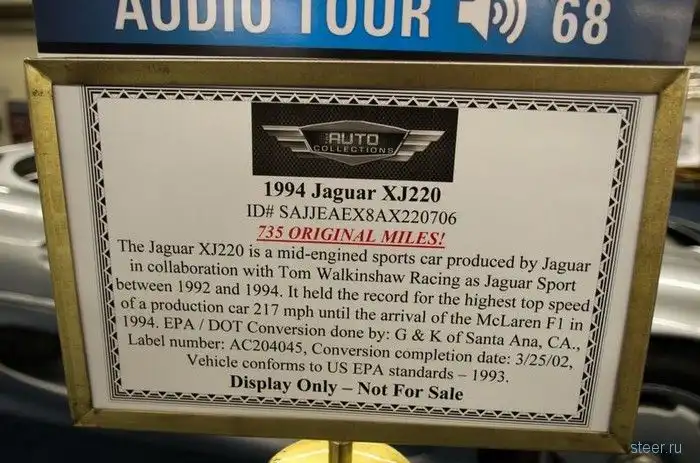 AUDIO TOUR 68
THE AUTO
COLLECTIONS
1994 Jaguar XJ220
ID# SAJJEAEX8AX220706
735 ORIGINAL MILES!
The Jaguar XJ220 is a mid-engined sports car produced by Jaguar
in collaboration with Tom Walkinshaw Racing as Jaguar Sport
between 1992 and 1994. It held the record for the highest top speed
of a production car 217 mph until the arrival of the McLaren F1 in
1994. EPA / DOT Conversion done by: G & K of Santa Ana, CA.,
Label number: AC204045, Conversion completion date: 3/25/02,
Vehicle conforms to US EPA standards – 1993.
Display Only – Not For Sale
steer.ru